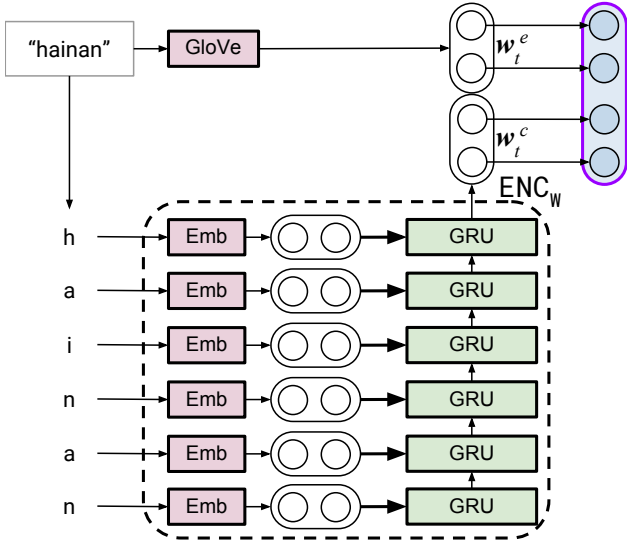 “hainan” GloVe
w_t^e
w_t^c
ENC_W
h Emb GRU
a Emb GRU
i Emb GRU
n Emb GRU
a Emb GRU
n Emb GRU